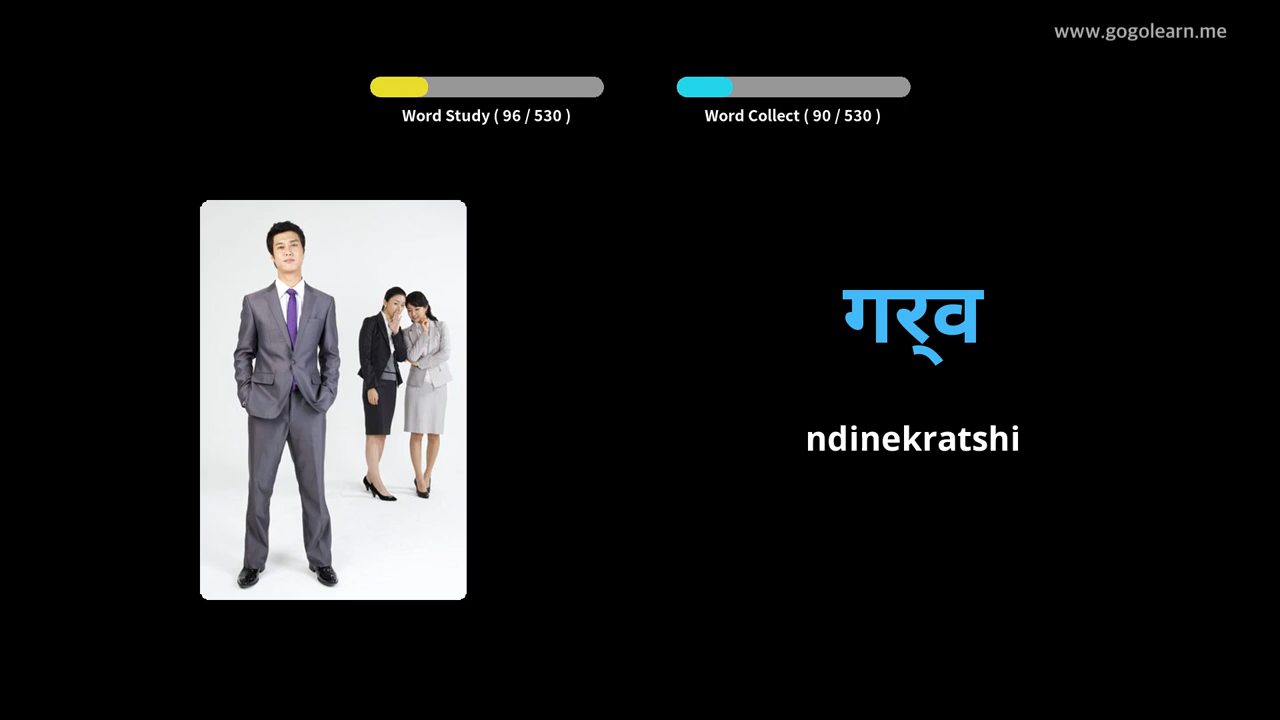 www.gogolearn.me
Word Study ( 96 / 530 )
Word Collect ( 90 / 530 )
गर्‌व
ndinekratshi